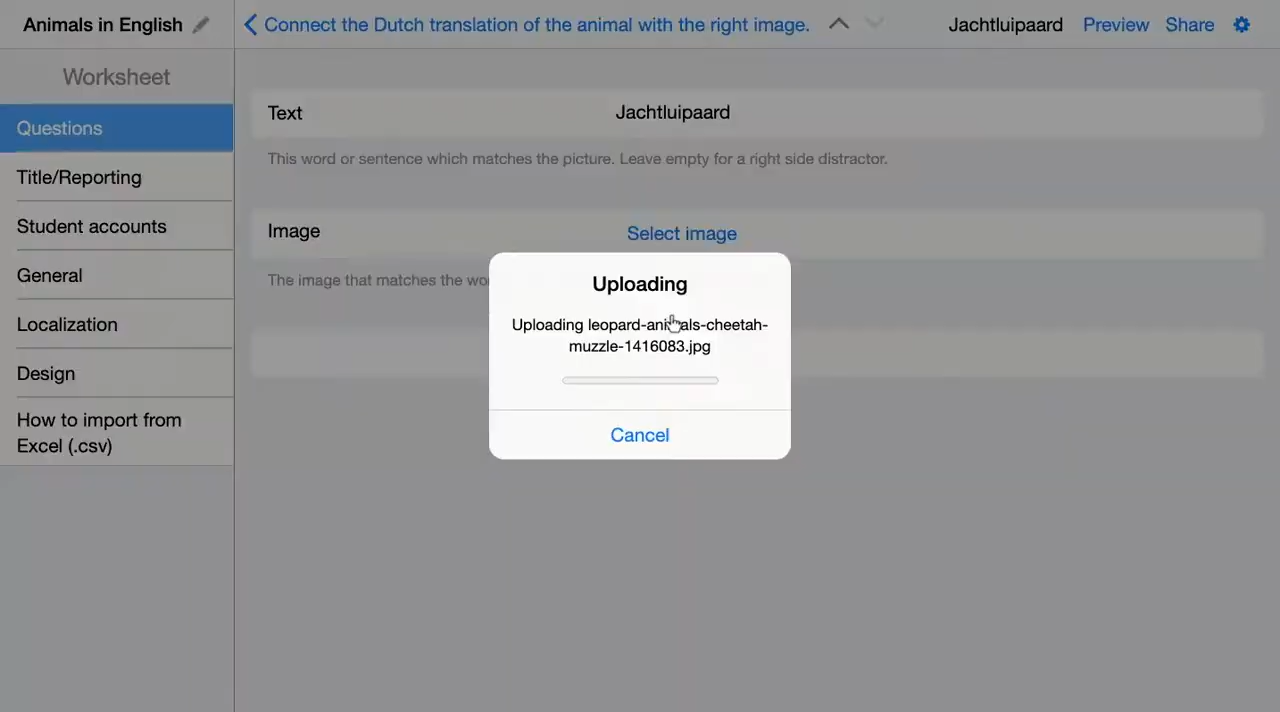 Animals in English
Connect the Dutch translation of the animal with the right image.
Jachtluipaard
Preview
Share
Worksheet
Questions
Title/Reporting
Student accounts
General
Localization
Design
How to import from
Excel (.csv)
Text
Jachtluipaard
This word or sentence which matches the picture. Leave empty for a right side distractor.
Image
Select image
The image that matches the
Uploading
Uploading leopard-animals-cheetah-
muzzle-1416083.jpg
Cancel